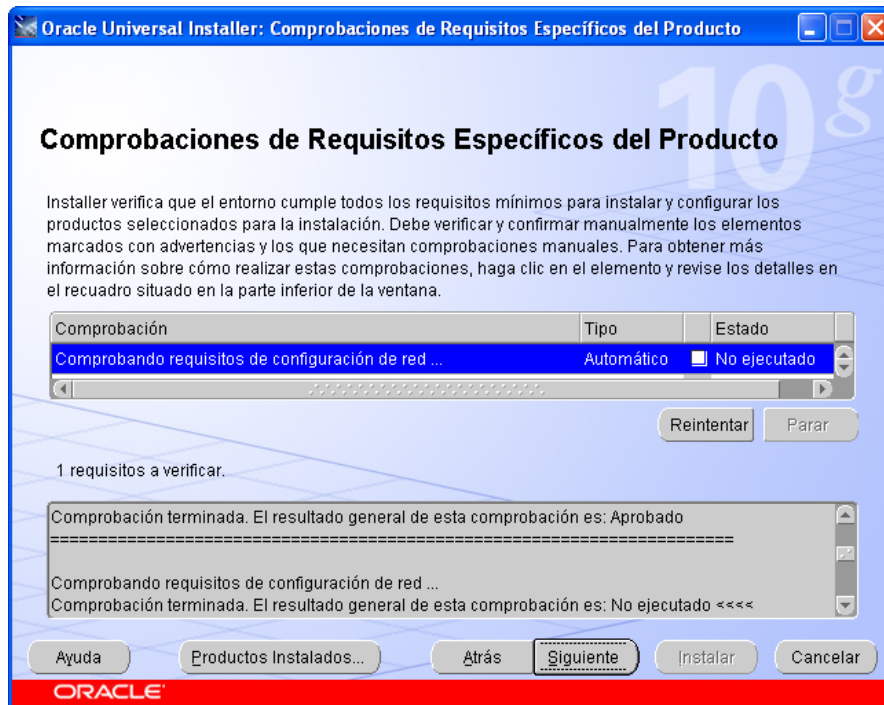 Oracle Universal Installer: Comprobaciones de Requisitos Específicos del Producto
10g
Comprobaciones de Requisitos Específicos del Producto
Installer verifica que el entorno cumple todos los requisitos mínimos para instalar y configurar los
productos seleccionados para la instalación. Debe verificar y confirmar manualmente los elementos
marcados con advertencias y los que necesitan comprobaciones manuales. Para obtener más
información sobre cómo realizar estas comprobaciones, haga clic en el elemento y revise los detalles en
el recuadro situado en la parte inferior de la ventana.
Comprobación Tipo Estado
Comprobando requisitos de configuración de red ... Automático No ejecutado
Reintentar Parar
1 requisitos a verificar.
Comprobación terminada. El resultado general de esta comprobación es: Aprobado
=======================================================================
Comprobando requisitos de configuración de red ...
Comprobación terminada. El resultado general de esta comprobación es: No ejecutado <<<<
Ayuda Productos Instalados... Atrás Siguiente Instalar Cancelar
ORACLE